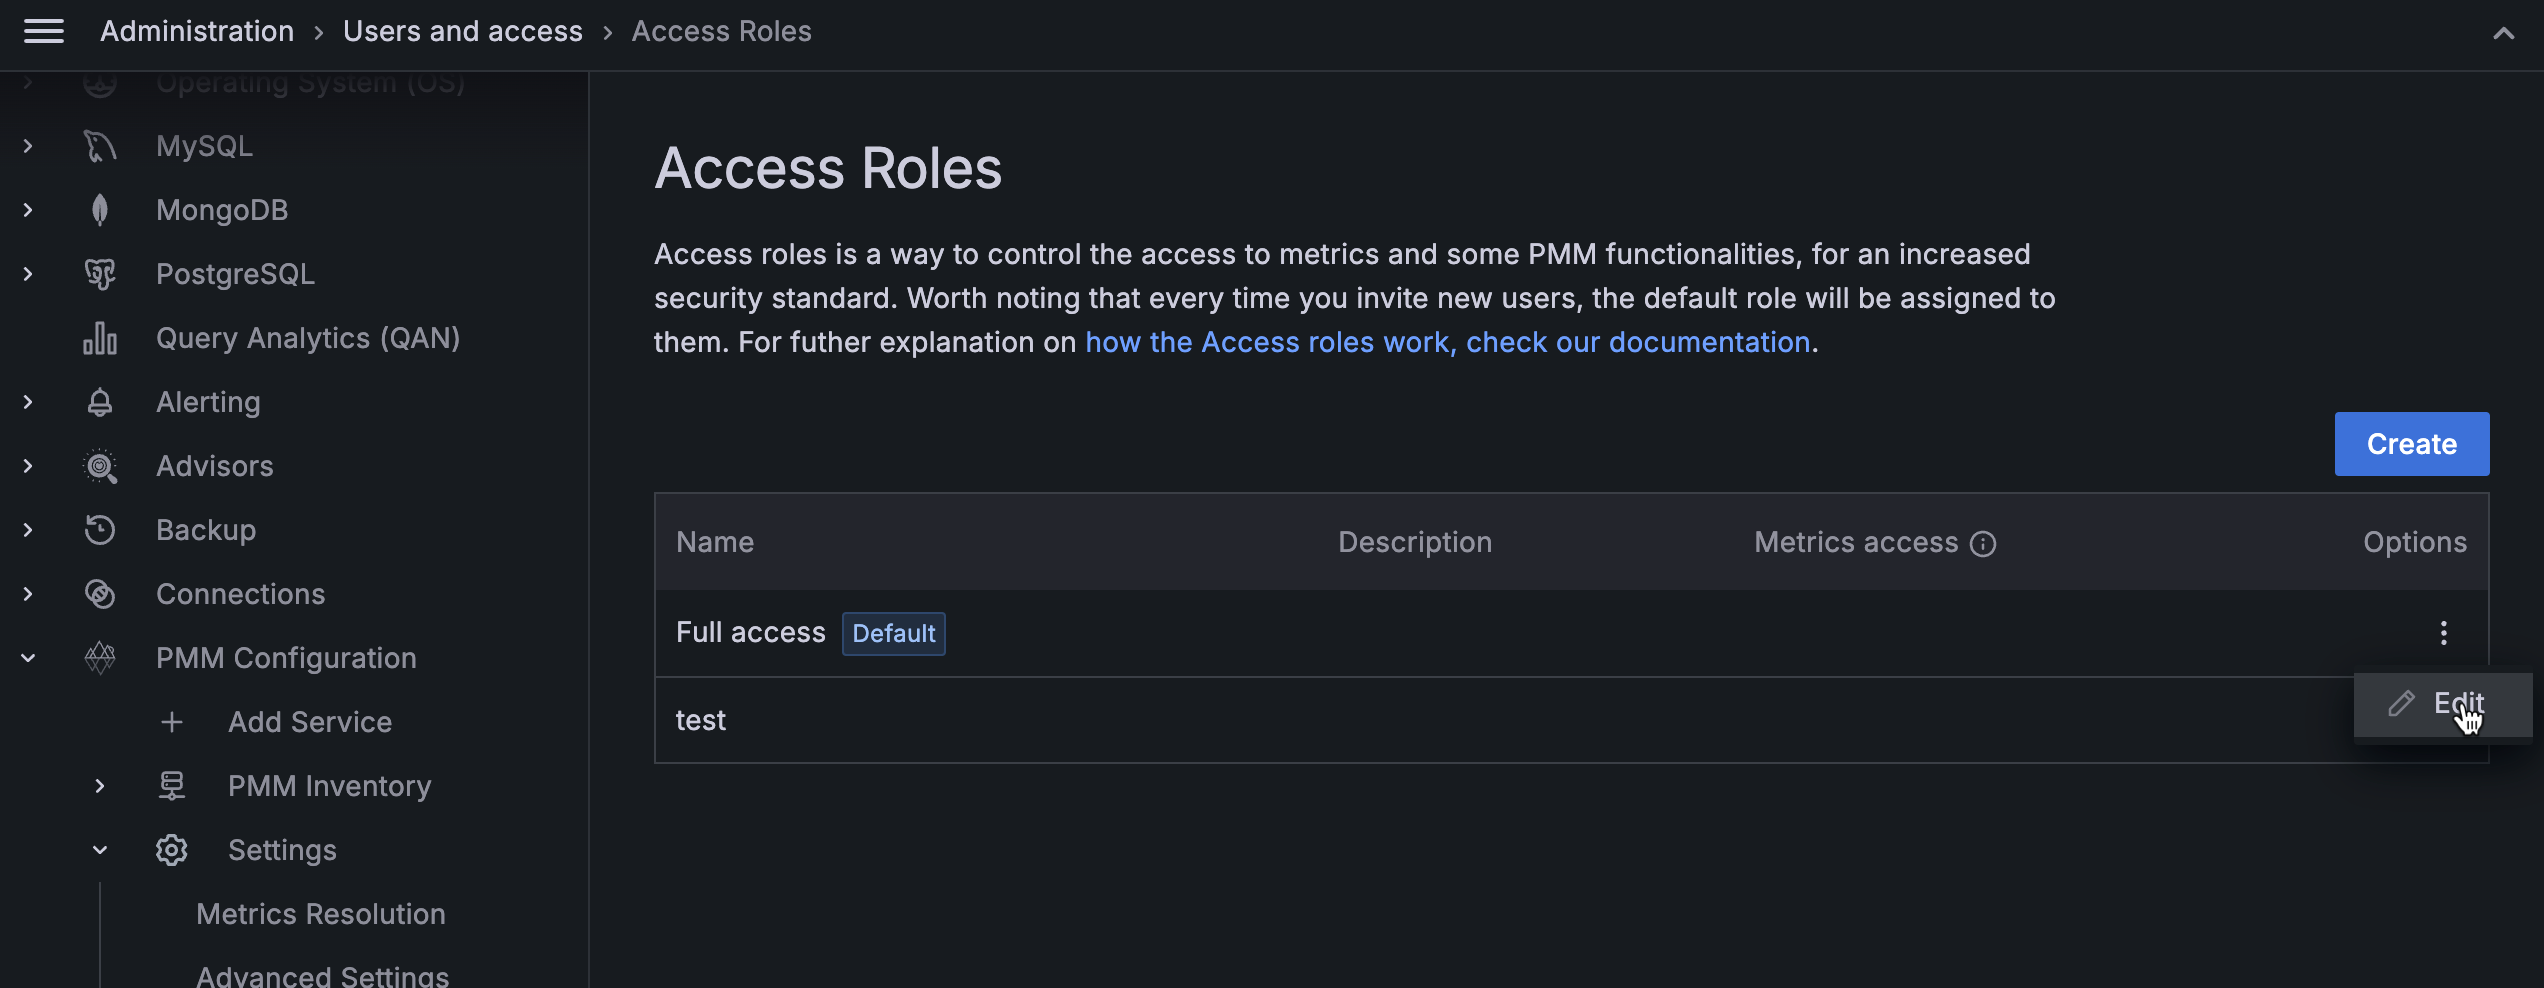 Administration › Users and access › Access Roles
Operating System (OS)
MySQL
MongoDB
PostgreSQL
Query Analytics (QAN)
Alerting
Advisors
Backup
Connections
PMM Configuration
Add Service
PMM Inventory
Settings
Metrics Resolution
Advanced Settings
Access Roles
Access roles is a way to control the access to metrics and some PMM functionalities, for an increased
security standard. Worth noting that every time you invite new users, the default role will be assigned to
them. For futher explanation on how the Access roles work, check our documentation.
Create
Name Description Metrics access Options
Full access Default
test
Edit